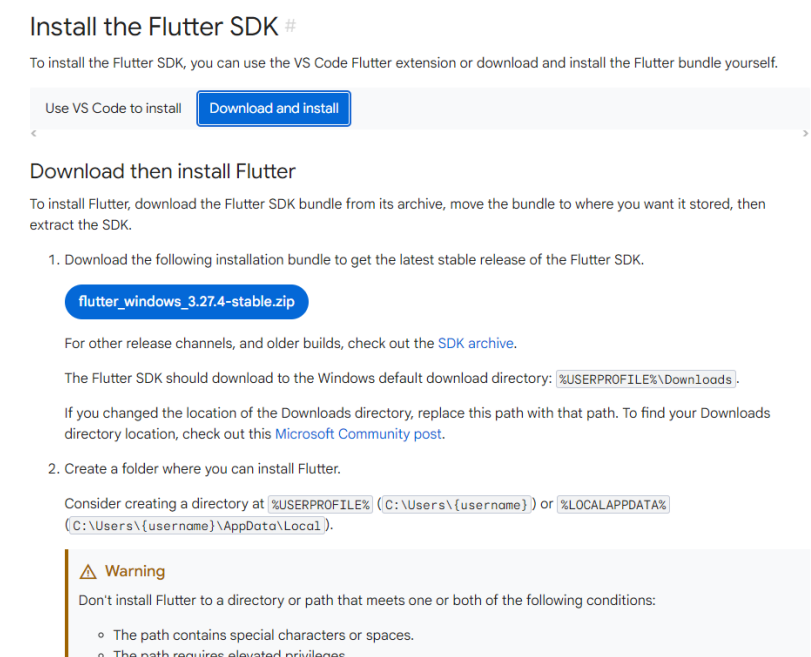 Install the Flutter SDK #
To install the Flutter SDK, you can use the VS Code Flutter extension or download and install the Flutter bundle yourself.
Use VS Code to install Download and install
Download then install Flutter
To install Flutter, download the Flutter SDK bundle from its archive, move the bundle to where you want it stored, then
extract the SDK.
1. Download the following installation bundle to get the latest stable release of the Flutter SDK.
flutter_windows_3.27.4-stable.zip
For other release channels, and older builds, check out the SDK archive.
The Flutter SDK should download to the Windows default download directory: %USERPROFILE%\Downloads.
If you changed the location of the Downloads directory, replace this path with that path. To find your Downloads
directory location, check out this Microsoft Community post.
2. Create a folder where you can install Flutter.
Consider creating a directory at %USERPROFILE% (C:\Users\{username}) or %LOCALAPPDATA%
(C:\Users\{username}\AppData\Local).
Warning
Don't install Flutter to a directory or path that meets one or both of the following conditions:
The path contains special characters or spaces.
The path requires elevated privileges.